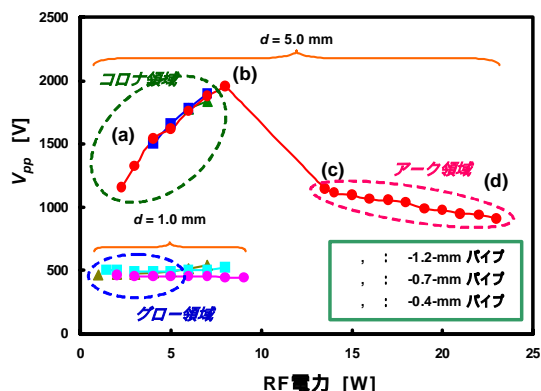 2500
2000
1500
1000
500
0
V_pp [V]
d = 5.0 mm
コロナ領域
(a)
(b)
(c)
(d)
アーク領域
d = 1.0 mm
グロー領域
, : -1.2-mm パイプ
, : -0.7-mm パイプ
, : -0.4-mm パイプ
0 5 10 15 20 25
RF電力 [W]